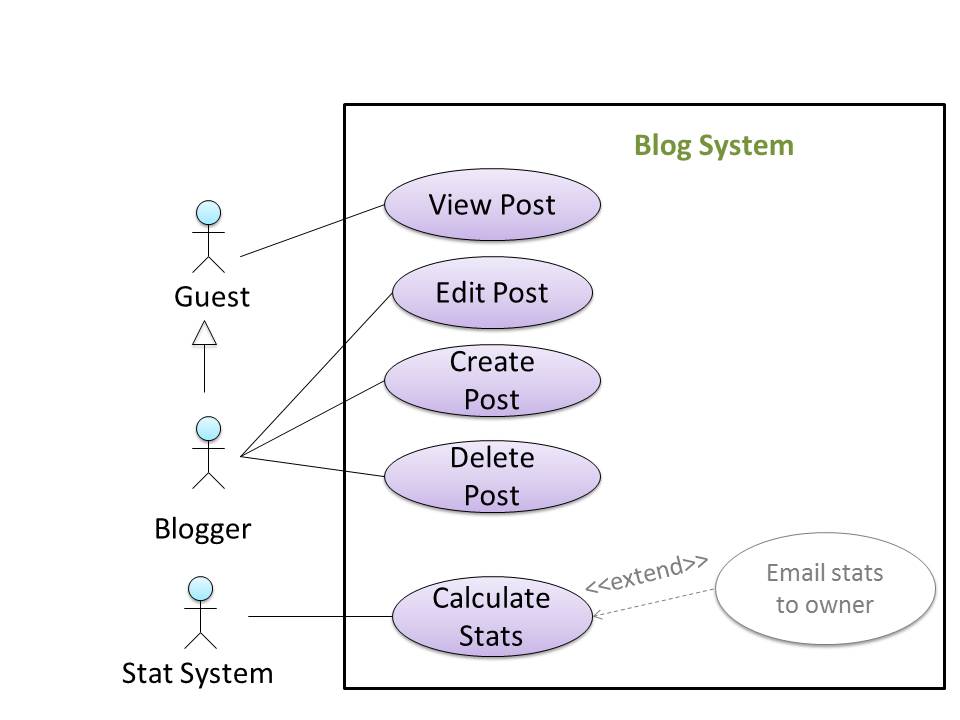 Blog System
View Post
Guest
Edit Post
Create
Post
Delete
Post
Blogger
<<extend>>
Email stats
to owner
Calculate
Stats
Stat System